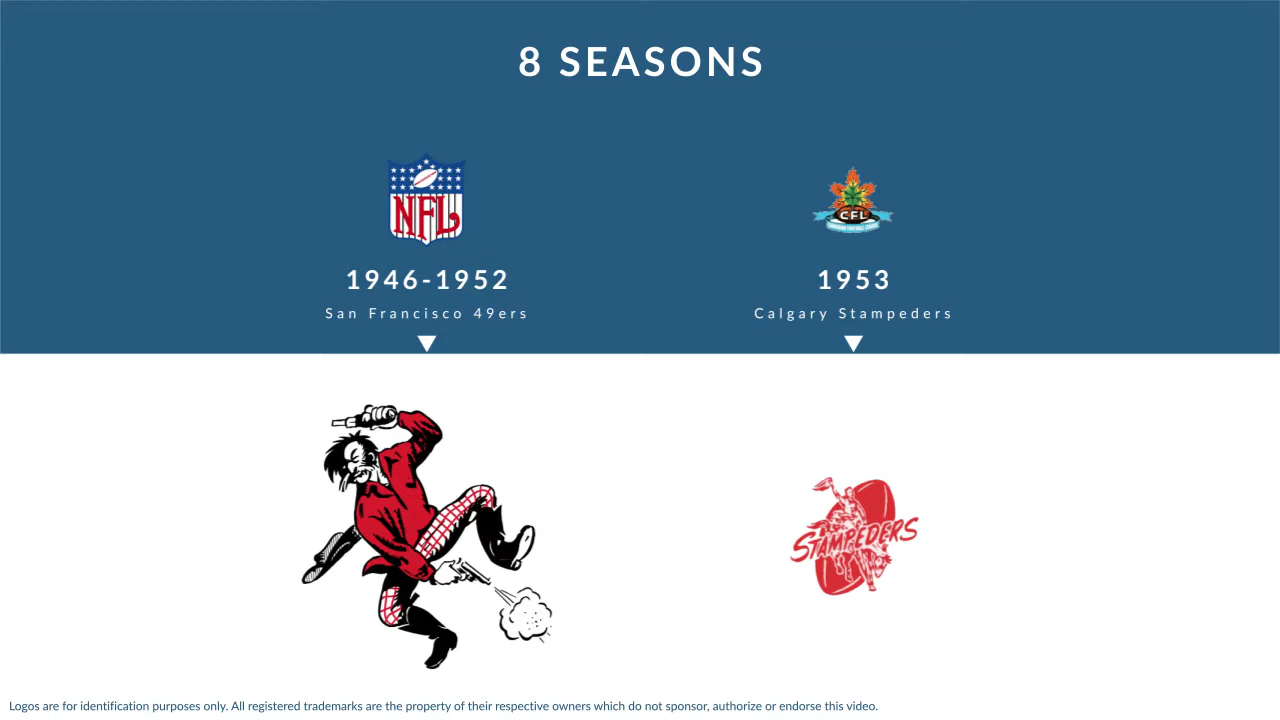 8 SEASONS
NFL
CFL
1946-1952
1953
San Francisco 49ers
Calgary Stampeders
STAMPEDERS
Logos are for identification purposes only. All registered trademarks are the property of their respective owners which do not sponsor, authorize or endorse this video.